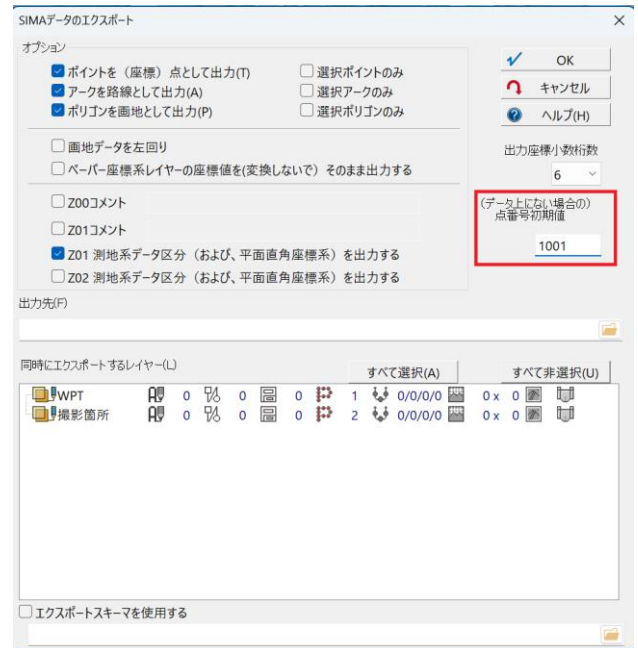 SIMAデータのエクスポート
オプション
ポイントを（座標）点として出力(T)
選択ポイントのみ
アークを路線として出力(A)
選択アークのみ
ポリゴンを画地として出力(P)
選択ポリゴンのみ
画地データを左回り
ペーパー座標系レイヤーの座標値を(変換しないで）そのまま出力する
Z00コメント
Z01コメント
Z01 測地系データ区分（および、平面直角座標系）を出力する
Z02 測地系データ区分（および、平面直角座標系）を出力する
OK
キャンセル
ヘルプ(H)
出力座標小数桁数
6
(データ上にない場合の)
点番号初期値
1001
出力先(F)
同時にエクスポートするレイヤー(L)
すべて選択(A)
すべて非選択(U)
WPT 0 0 0 1 0/0/0/0 0 x 0
撮影箇所 0 0 0 2 0/0/0/0 0 x 0
エクスポートスキーマを使用する